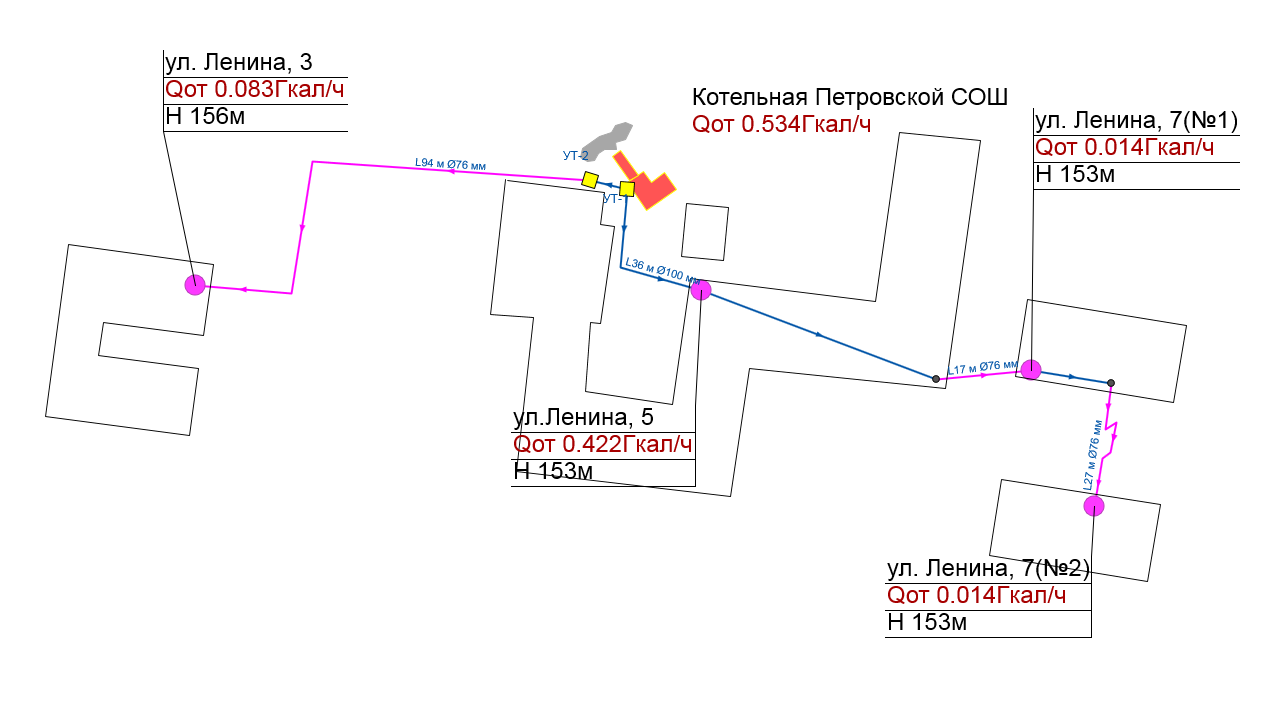 ул. Ленина, 3
Qот 0.083Гкал/ч
Н 156м
Котельная Петровской СОШ
Qот 0.534Гкал/ч
ул. Ленина, 7(№1)
Qот 0.014Гкал/ч
Н 153м
УТ-2
L94 м Ø76 мм
УТ-
L36 м Ø100 мм
L17 м Ø76 мм
ул.Ленина, 5
Qот 0.422Гкал/ч
Н 153м
L27 м Ø76 мм
ул. Ленина, 7(№2)
Qот 0.014Гкал/ч
Н 153м